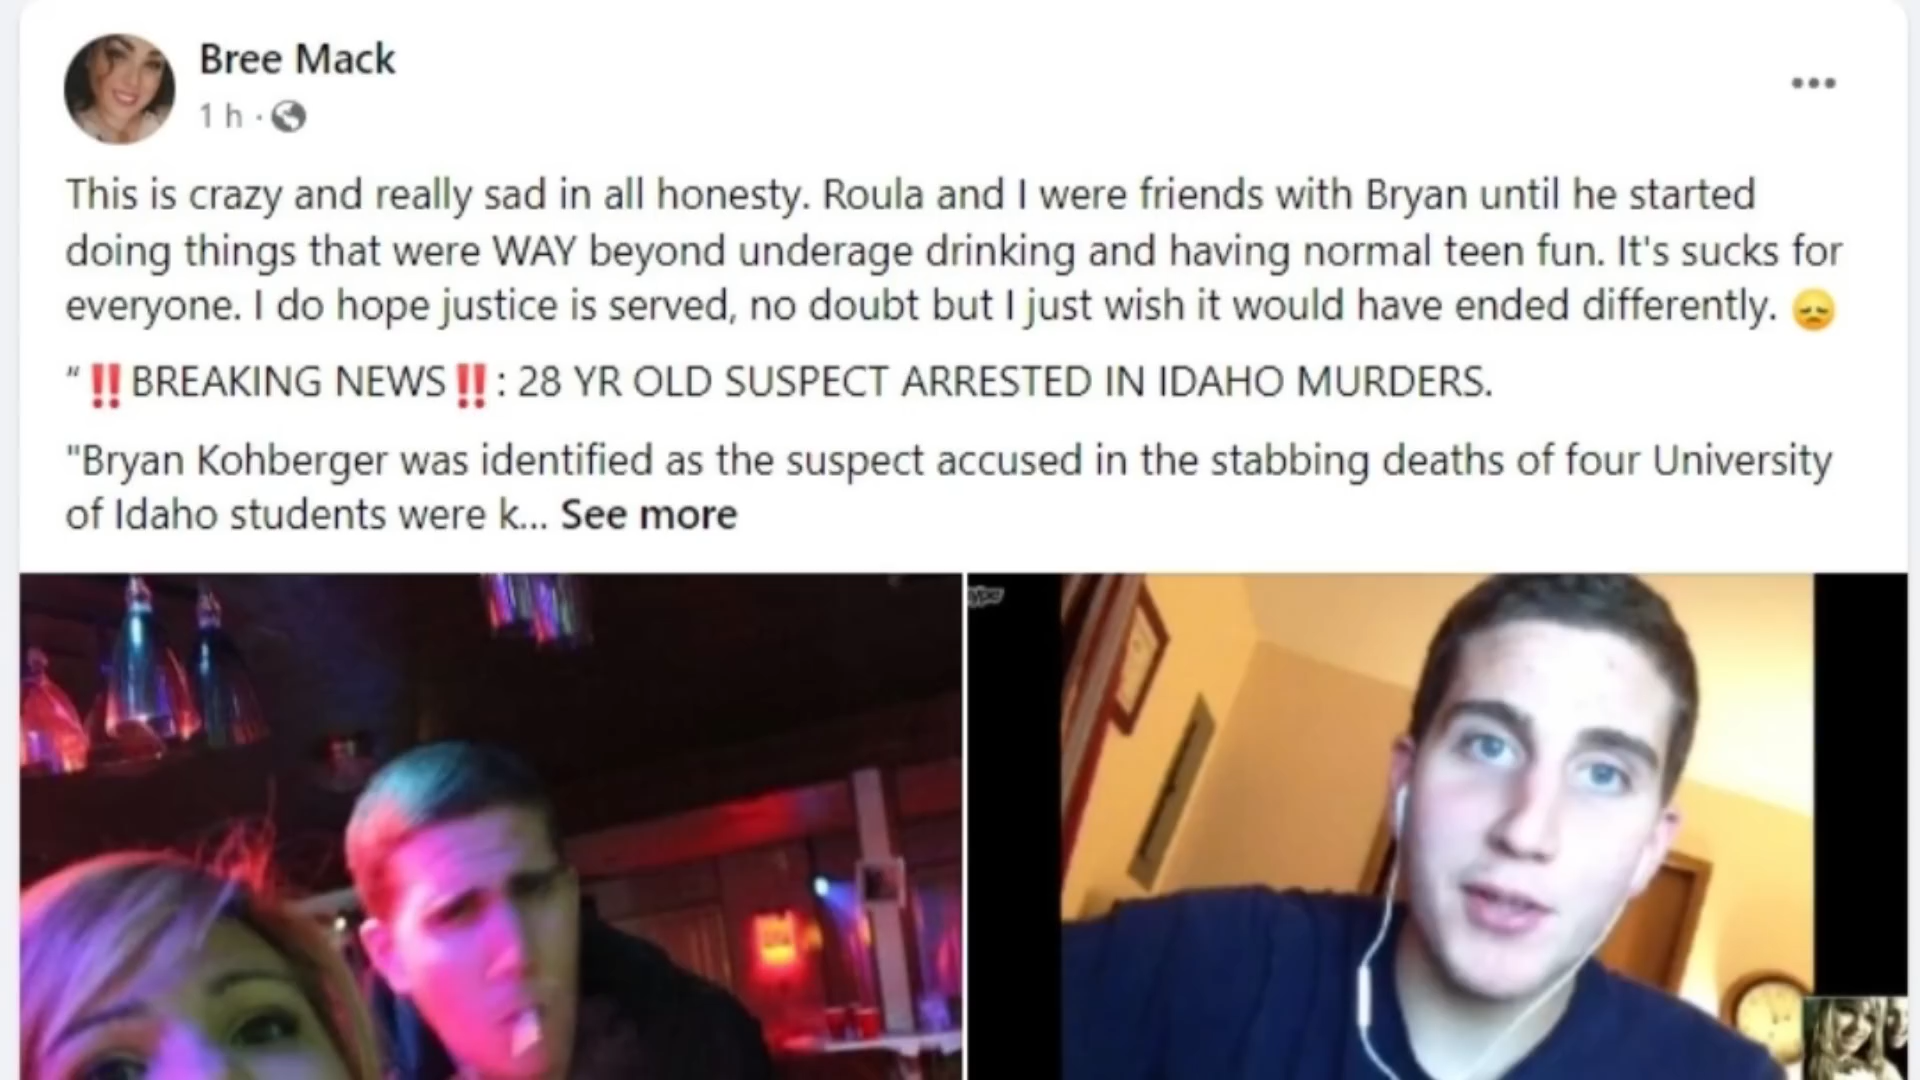 Bree Mack
1 h ·
This is crazy and really sad in all honesty. Roula and I were friends with Bryan until he started
doing things that were WAY beyond underage drinking and having normal teen fun. It's sucks for
everyone. I do hope justice is served, no doubt but I just wish it would have ended differently. 😞
“‼️BREAKING NEWS‼️: 28 YR OLD SUSPECT ARRESTED IN IDAHO MURDERS.
"Bryan Kohberger was identified as the suspect accused in the stabbing deaths of four University
of Idaho students were k... See more
ype